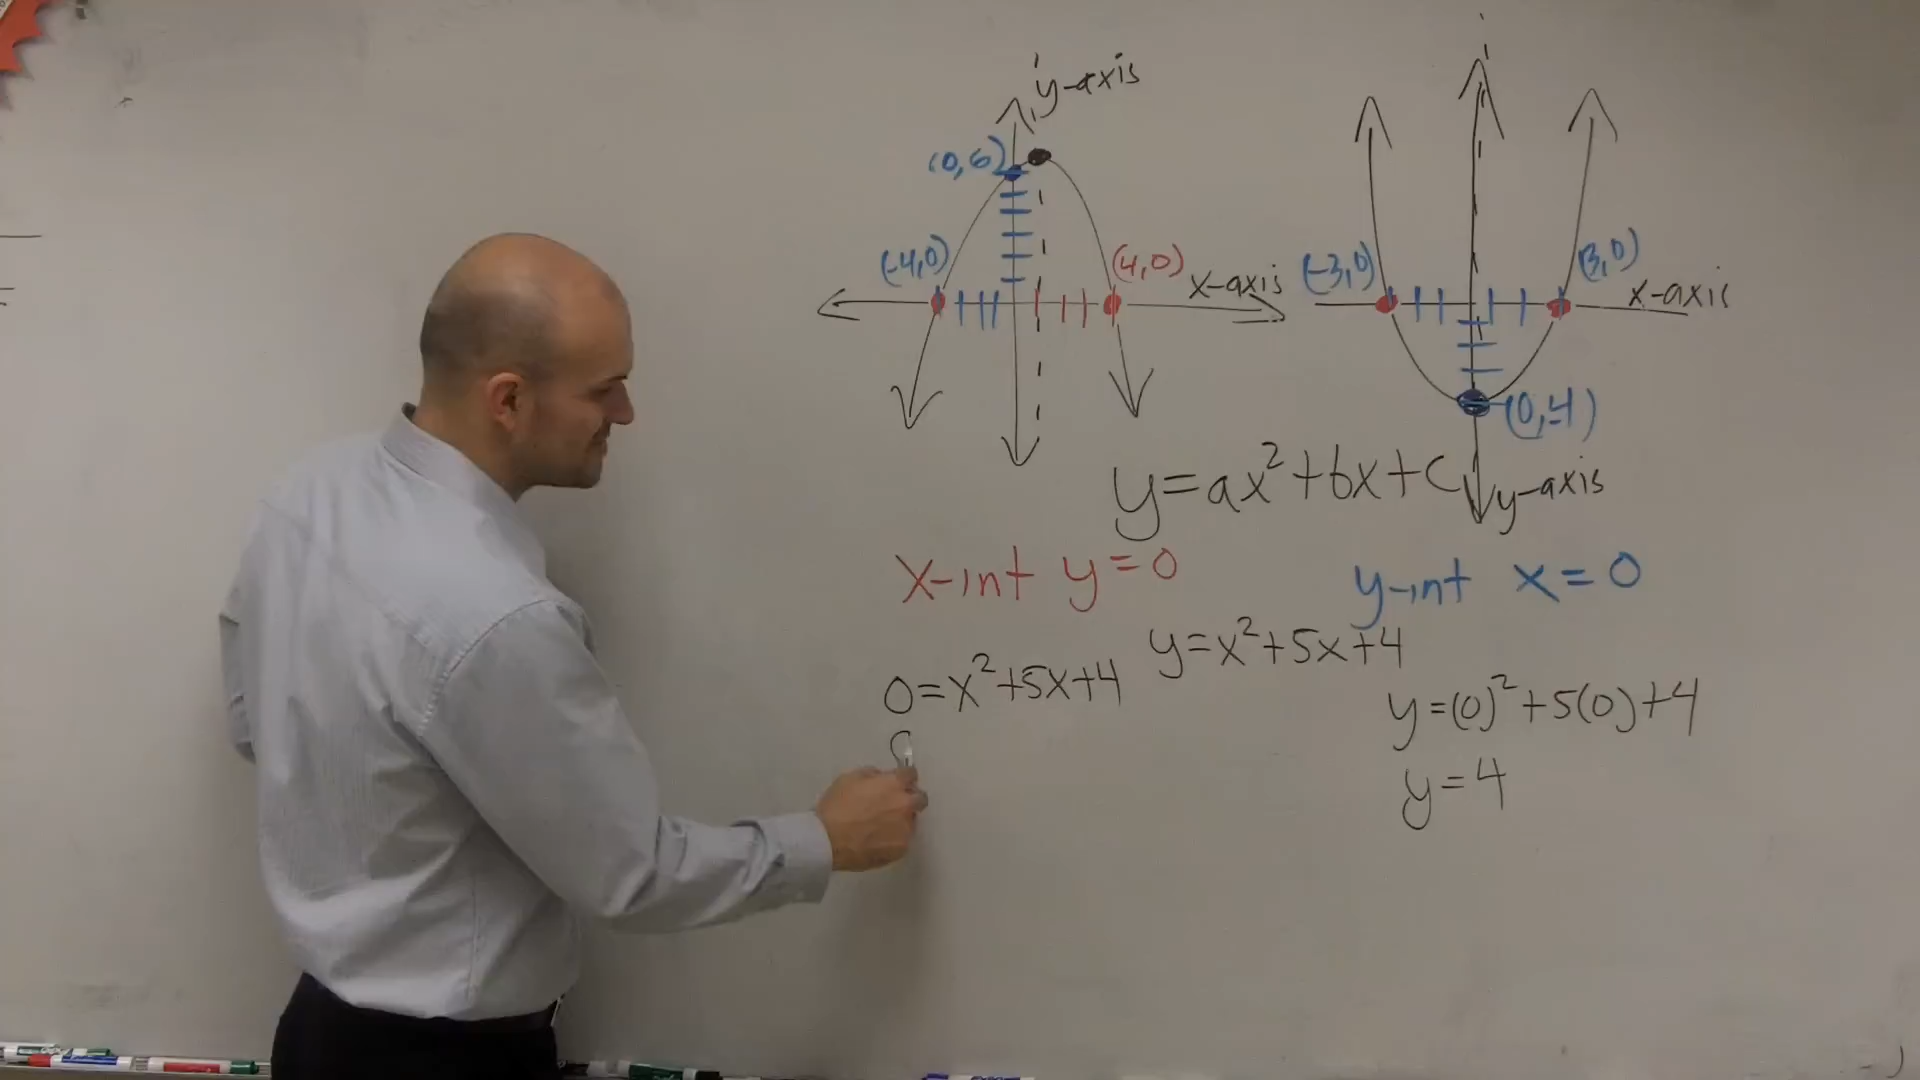 y-axis
(0,6)
(-4,0)
(4,0)
x-axis
(-3,0)
(3,0)
x-axis
(0,-4)
y=ax²+bx+c
y-axis
x-int y=0
y-int x=0
y=x²+5x+4
0=x²+5x+4
y=(0)²+5(0)+4
y=4